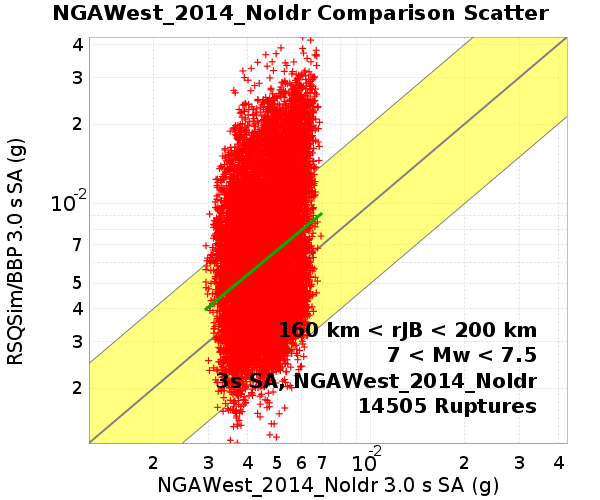 NGAWest_2014_NoIdr Comparison Scatter
4
3
2
10-2
7
5
4
3
2
RSQSim/BBP 3.0 s SA (g)
160 km < rJB < 200 km
7 < Mw < 7.5
3s SA, NGAWest_2014_NoIdr
14505 Ruptures
2 3 4 5 6 7 10-2 2 3 4
NGAWest_2014_NoIdr 3.0 s SA (g)